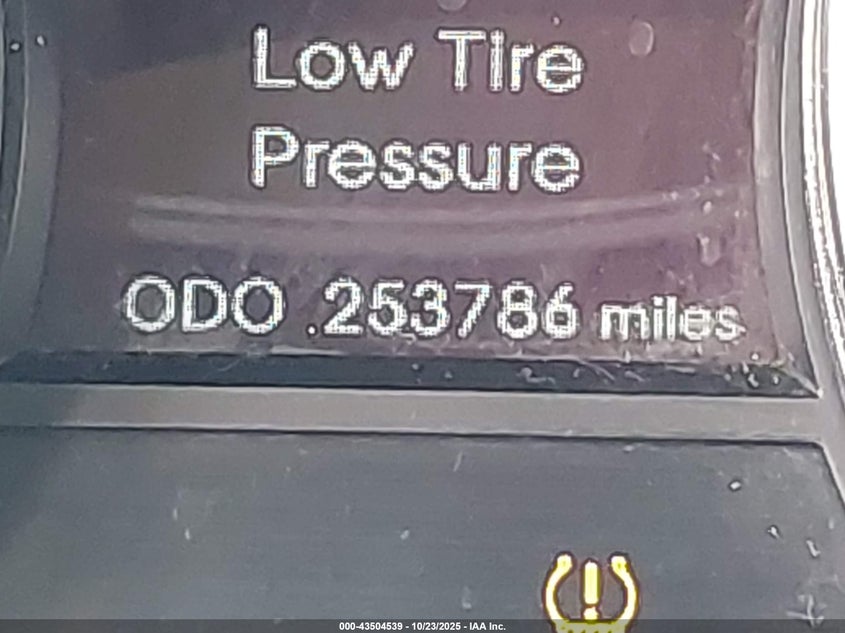 Low Tire
Pressure
ODO .253786 miles
000-43504539 - 10/23/2025 - IAA Inc.